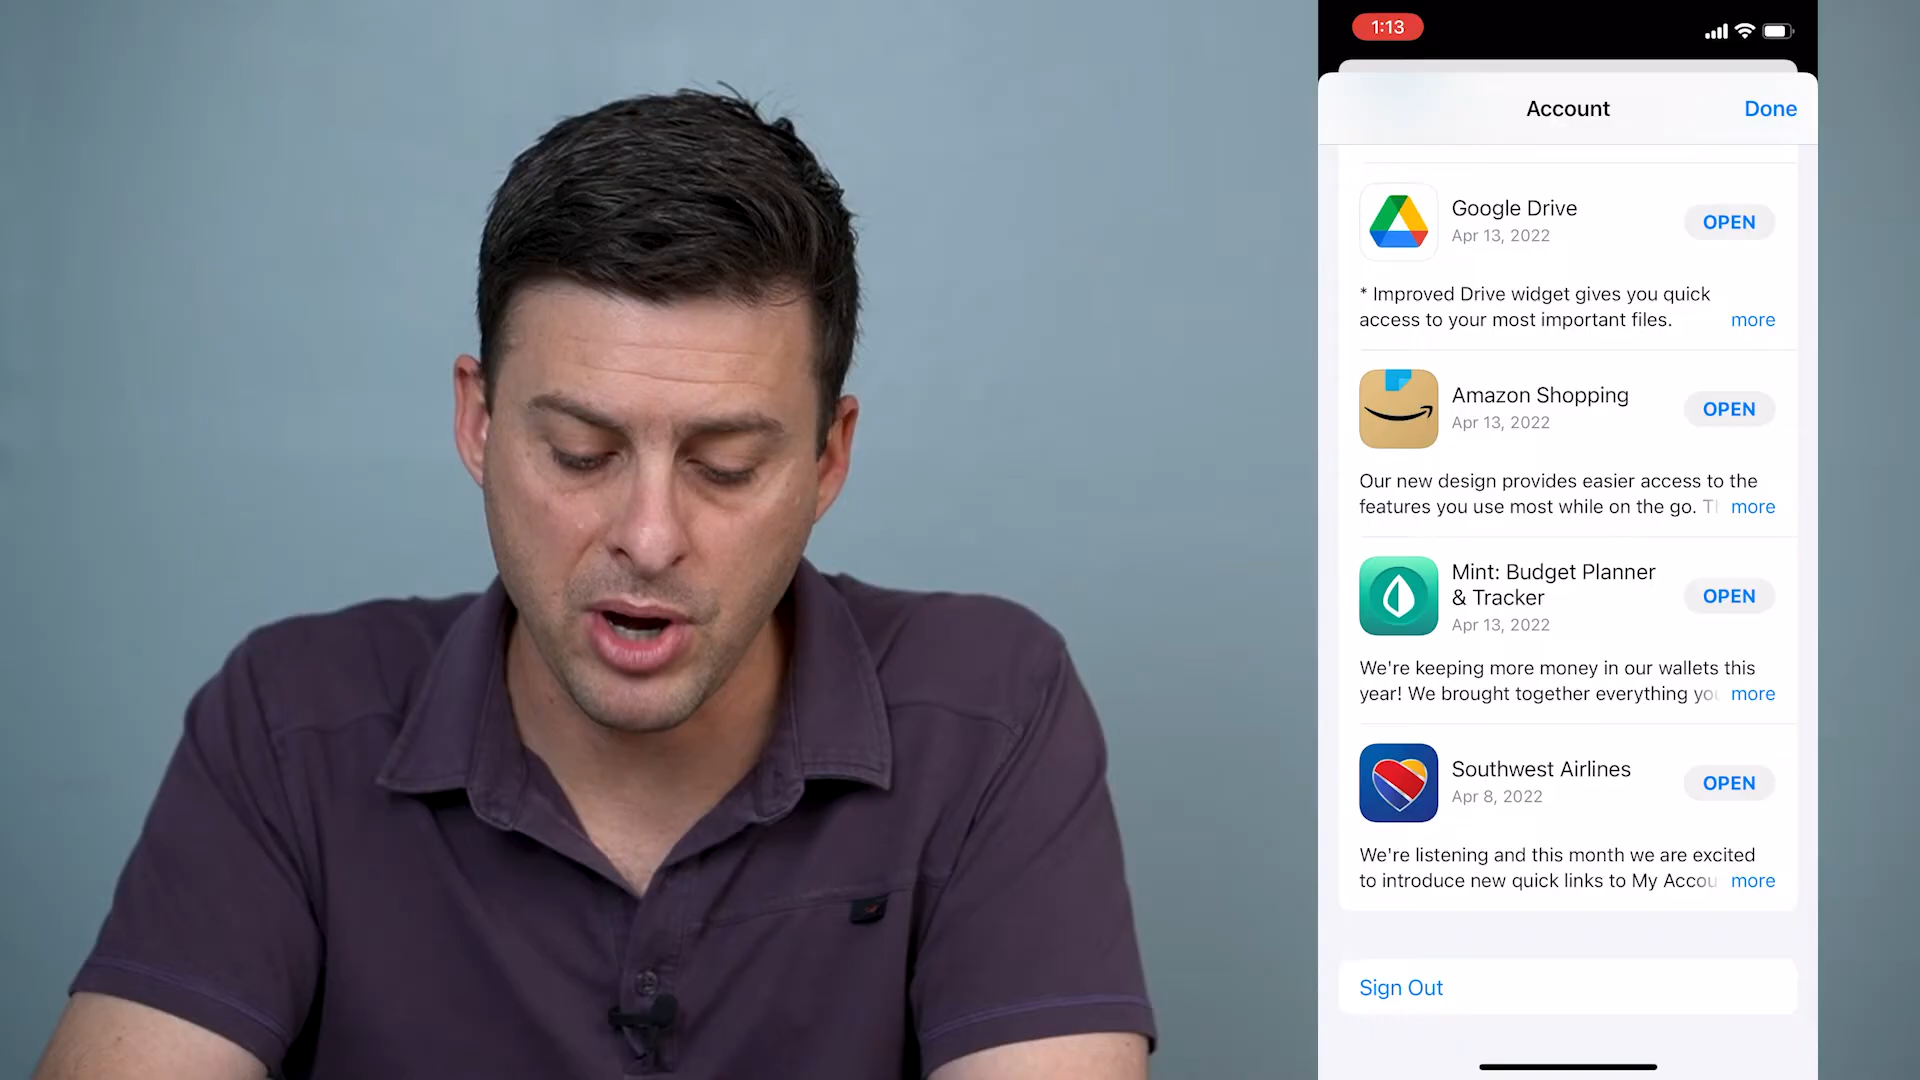 1:13
Account
Done
Google Drive
Apr 13, 2022
OPEN
* Improved Drive widget gives you quick
access to your most important files.
more
Amazon Shopping
Apr 13, 2022
OPEN
Our new design provides easier access to the
features you use most while on the go.
more
Mint: Budget Planner
& Tracker
Apr 13, 2022
OPEN
We're keeping more money in our wallets this
year! We brought together everything
more
Southwest Airlines
Apr 8, 2022
OPEN
We're listening and this month we are excited
to introduce new quick links to My
more
Sign Out